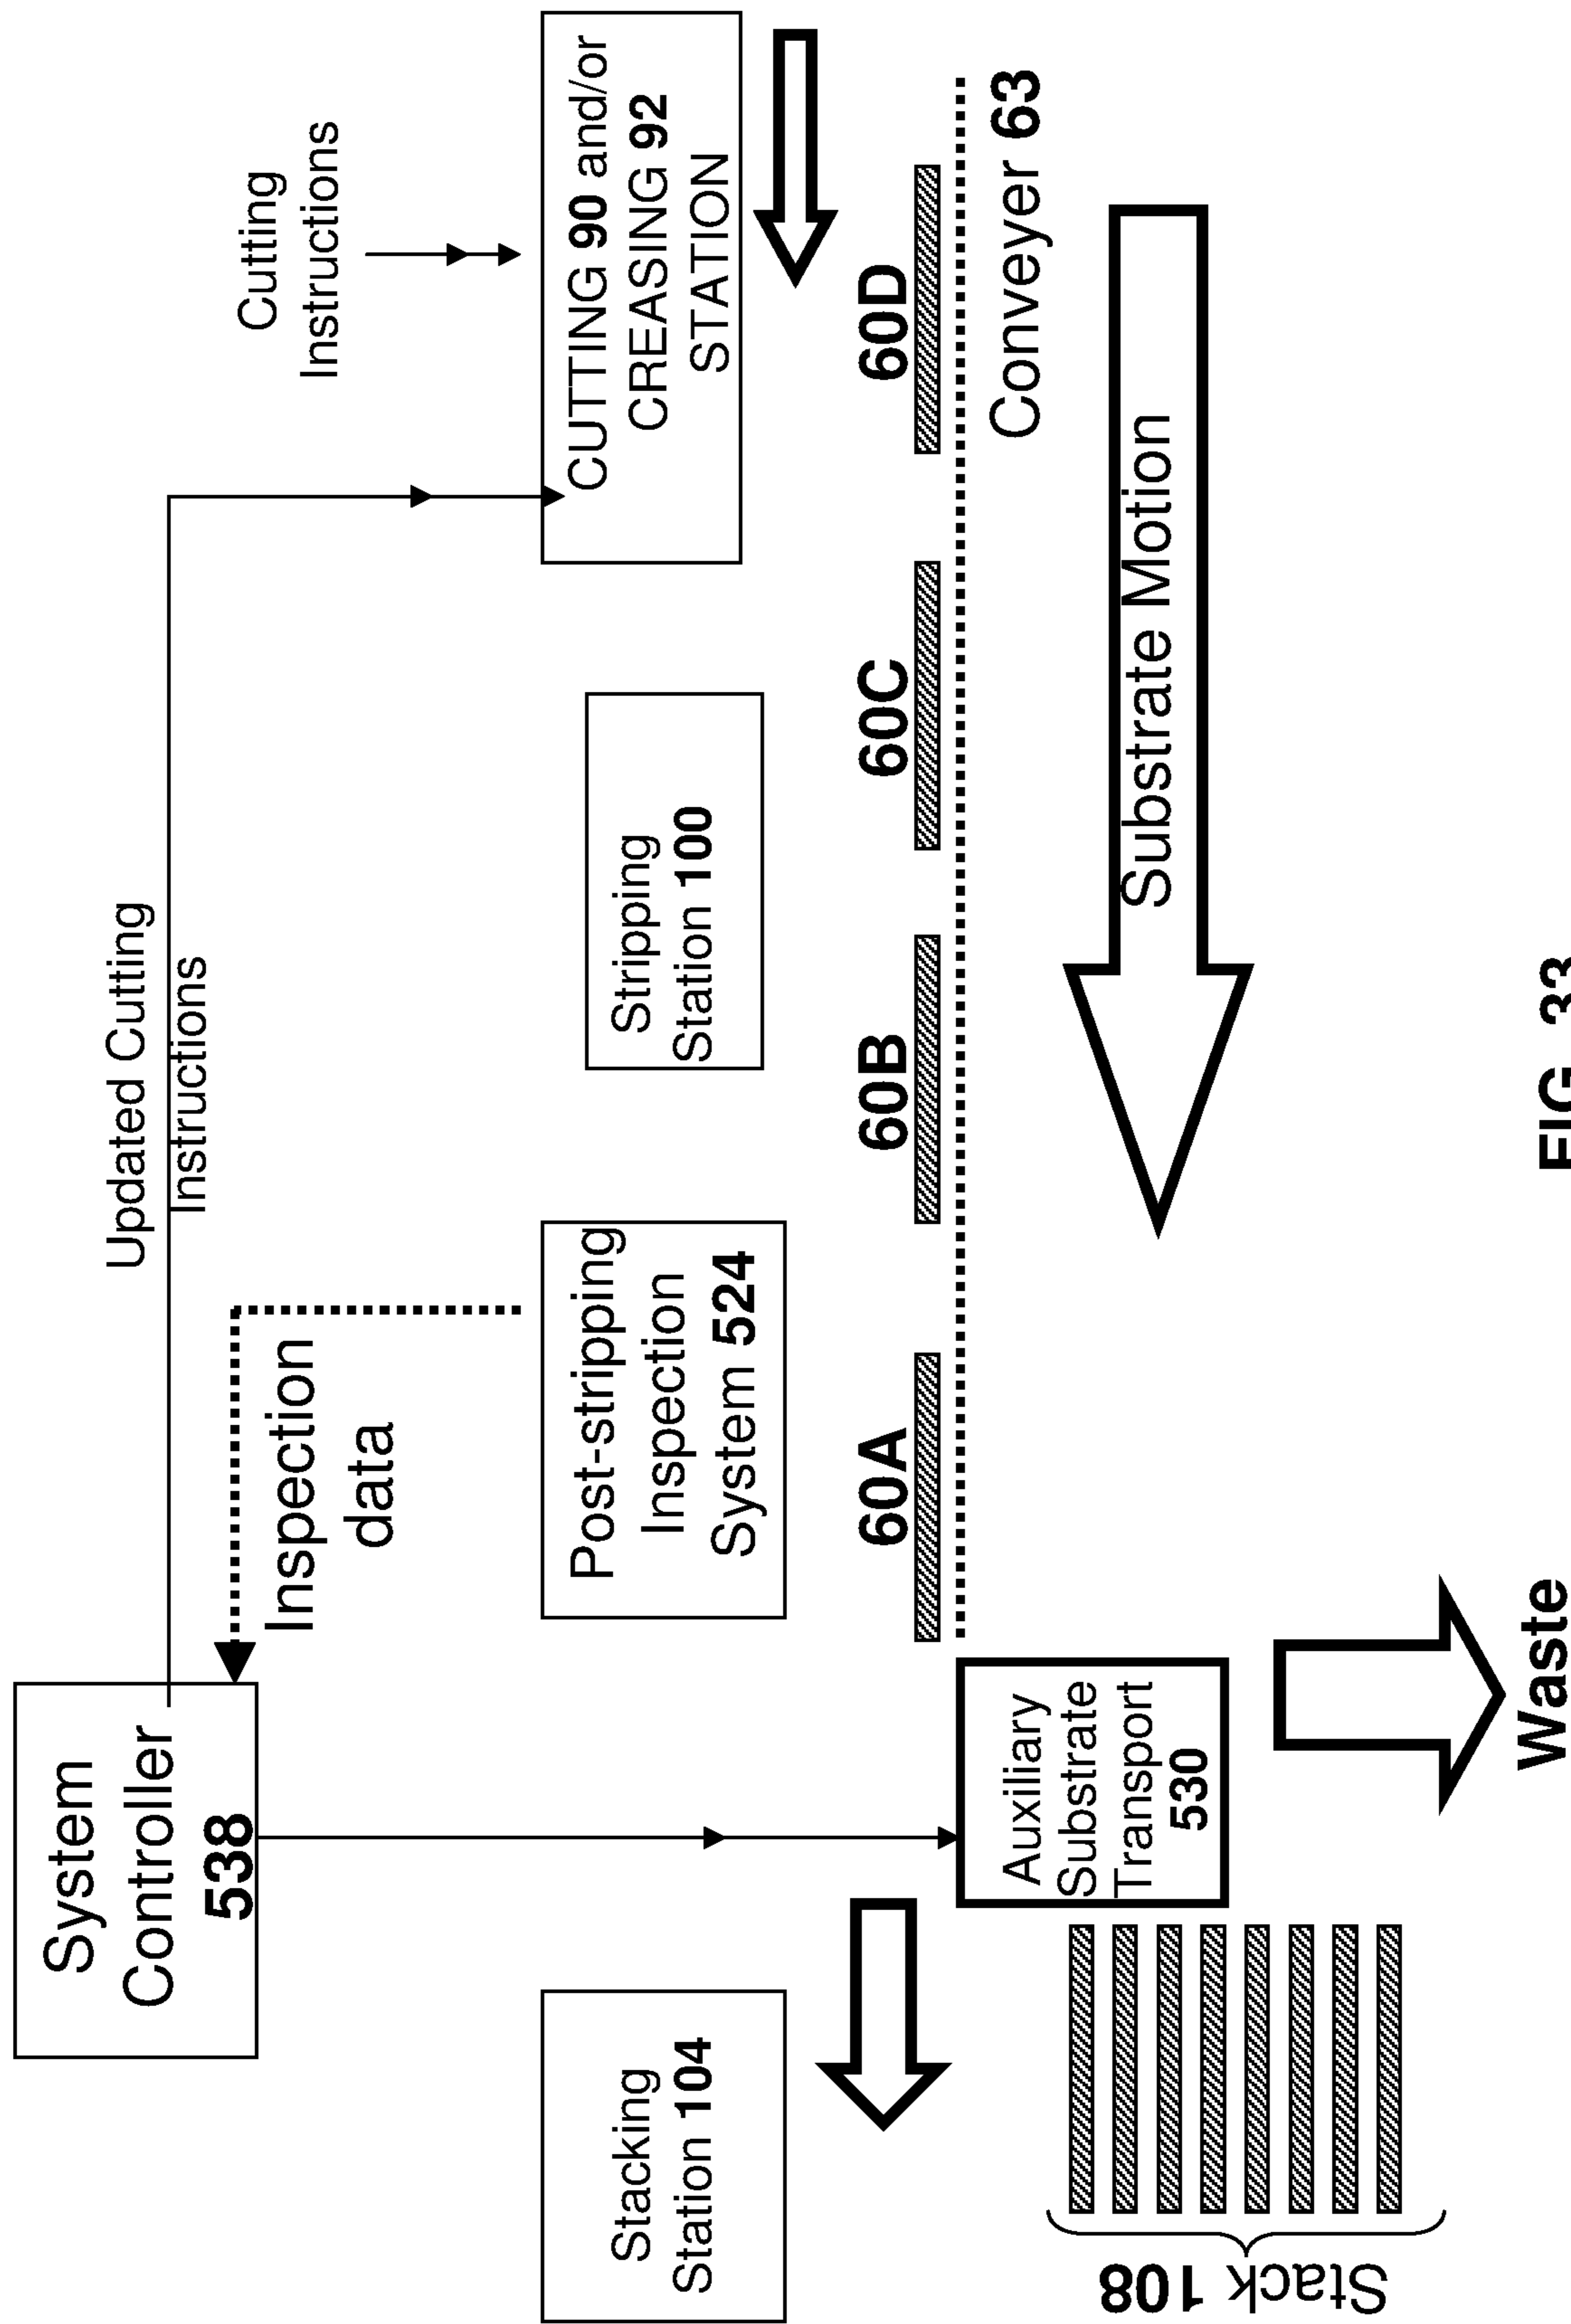 System
Controller
538
Updated Cutting
Instructions
Cutting
Instructions
Inspection
data
Stacking
Station 104
Post-stripping
Inspection
System 524
Stripping
Station 100
CUTTING 90 and/or
CREASING 92
STATION
60A
60B
60C
60D
Conveyer 63
Auxiliary
Substrate
Transport
530
Substrate Motion
Stack 108
Waste
FIG. 33